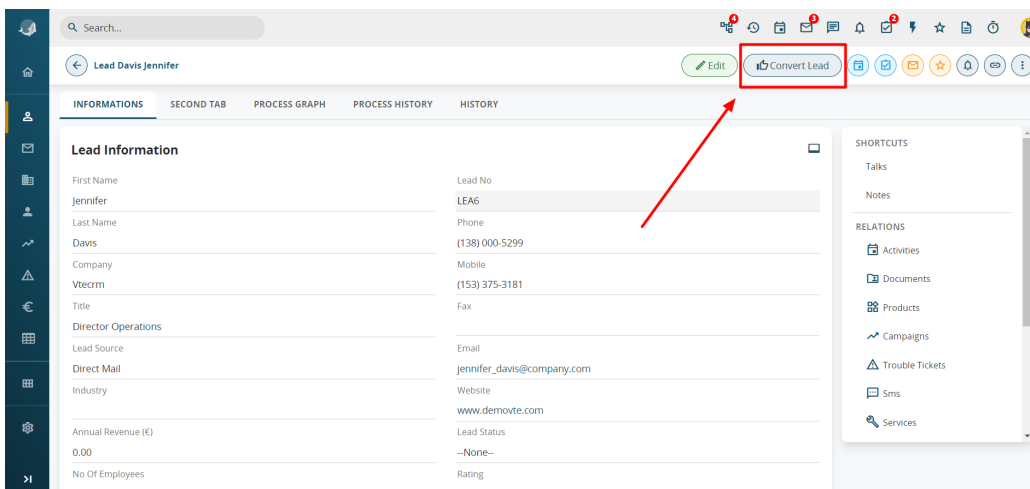 Search...
4
3
2
Lead Davis Jennifer
Edit
Convert Lead
INFORMATIONS SECOND TAB PROCESS GRAPH PROCESS HISTORY HISTORY
Lead Information
First Name
Jennifer
Last Name
Davis
Company
Vtecrm
Title
Director Operations
Lead Source
Direct Mail
Industry
Annual Revenue (€)
0.00
No Of Employees
Lead No
LEA6
Phone
(138) 000-5299
Mobile
(153) 375-3181
Fax
Email
jennifer_davis@company.com
Website
www.demovte.com
Lead Status
--None--
Rating
SHORTCUTS
Talks
Notes
RELATIONS
Activities
Documents
Products
Campaigns
Trouble Tickets
Sms
Services